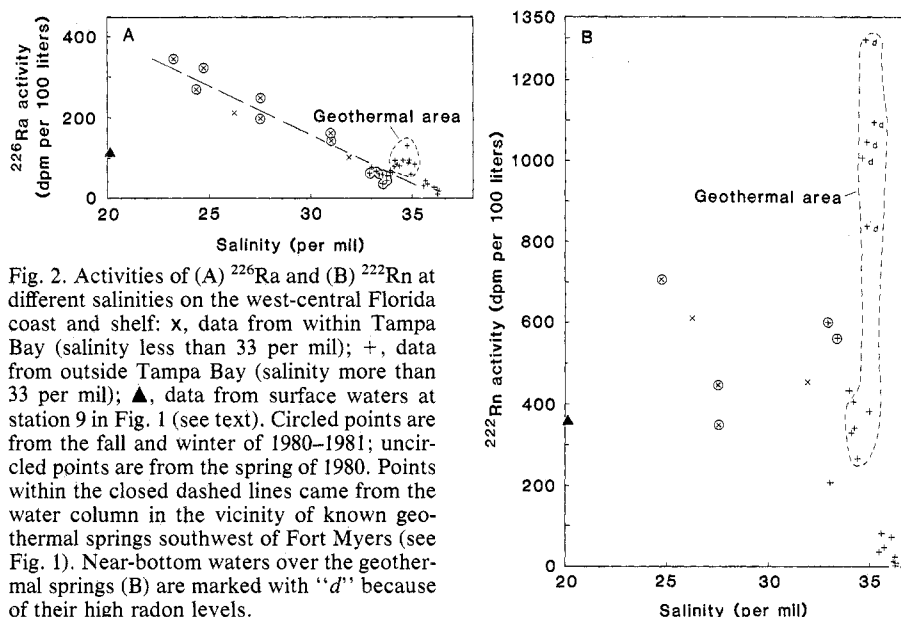 A
400
200
0
²²⁶Ra activity
(dpm per 100 liters)
Geothermal area
20
25
30
35
Salinity (per mil)
Fig. 2. Activities of (A) ²²⁶Ra and (B) ²²²Rn at
different salinities on the west-central Florida
coast and shelf: x, data from within Tampa
Bay (salinity less than 33 per mil); +, data
from outside Tampa Bay (salinity more than
33 per mil); ▲, data from surface waters at
station 9 in Fig. 1 (see text). Circled points are
from the fall and winter of 1980–1981; uncir-
cled points are from the spring of 1980. Points
within the closed dashed lines came from the
water column in the vicinity of known geo-
thermal springs southwest of Fort Myers (see
Fig. 1). Near-bottom waters over the geother-
mal springs (B) are marked with “d” because
of their high radon levels.
B
1300
1200
1000
800
600
400
200
0
²²²Rn activity (dpm per 100 liters)
d
d
d
d
d
Geothermal area
20
25
30
35
Salinity (per mil)